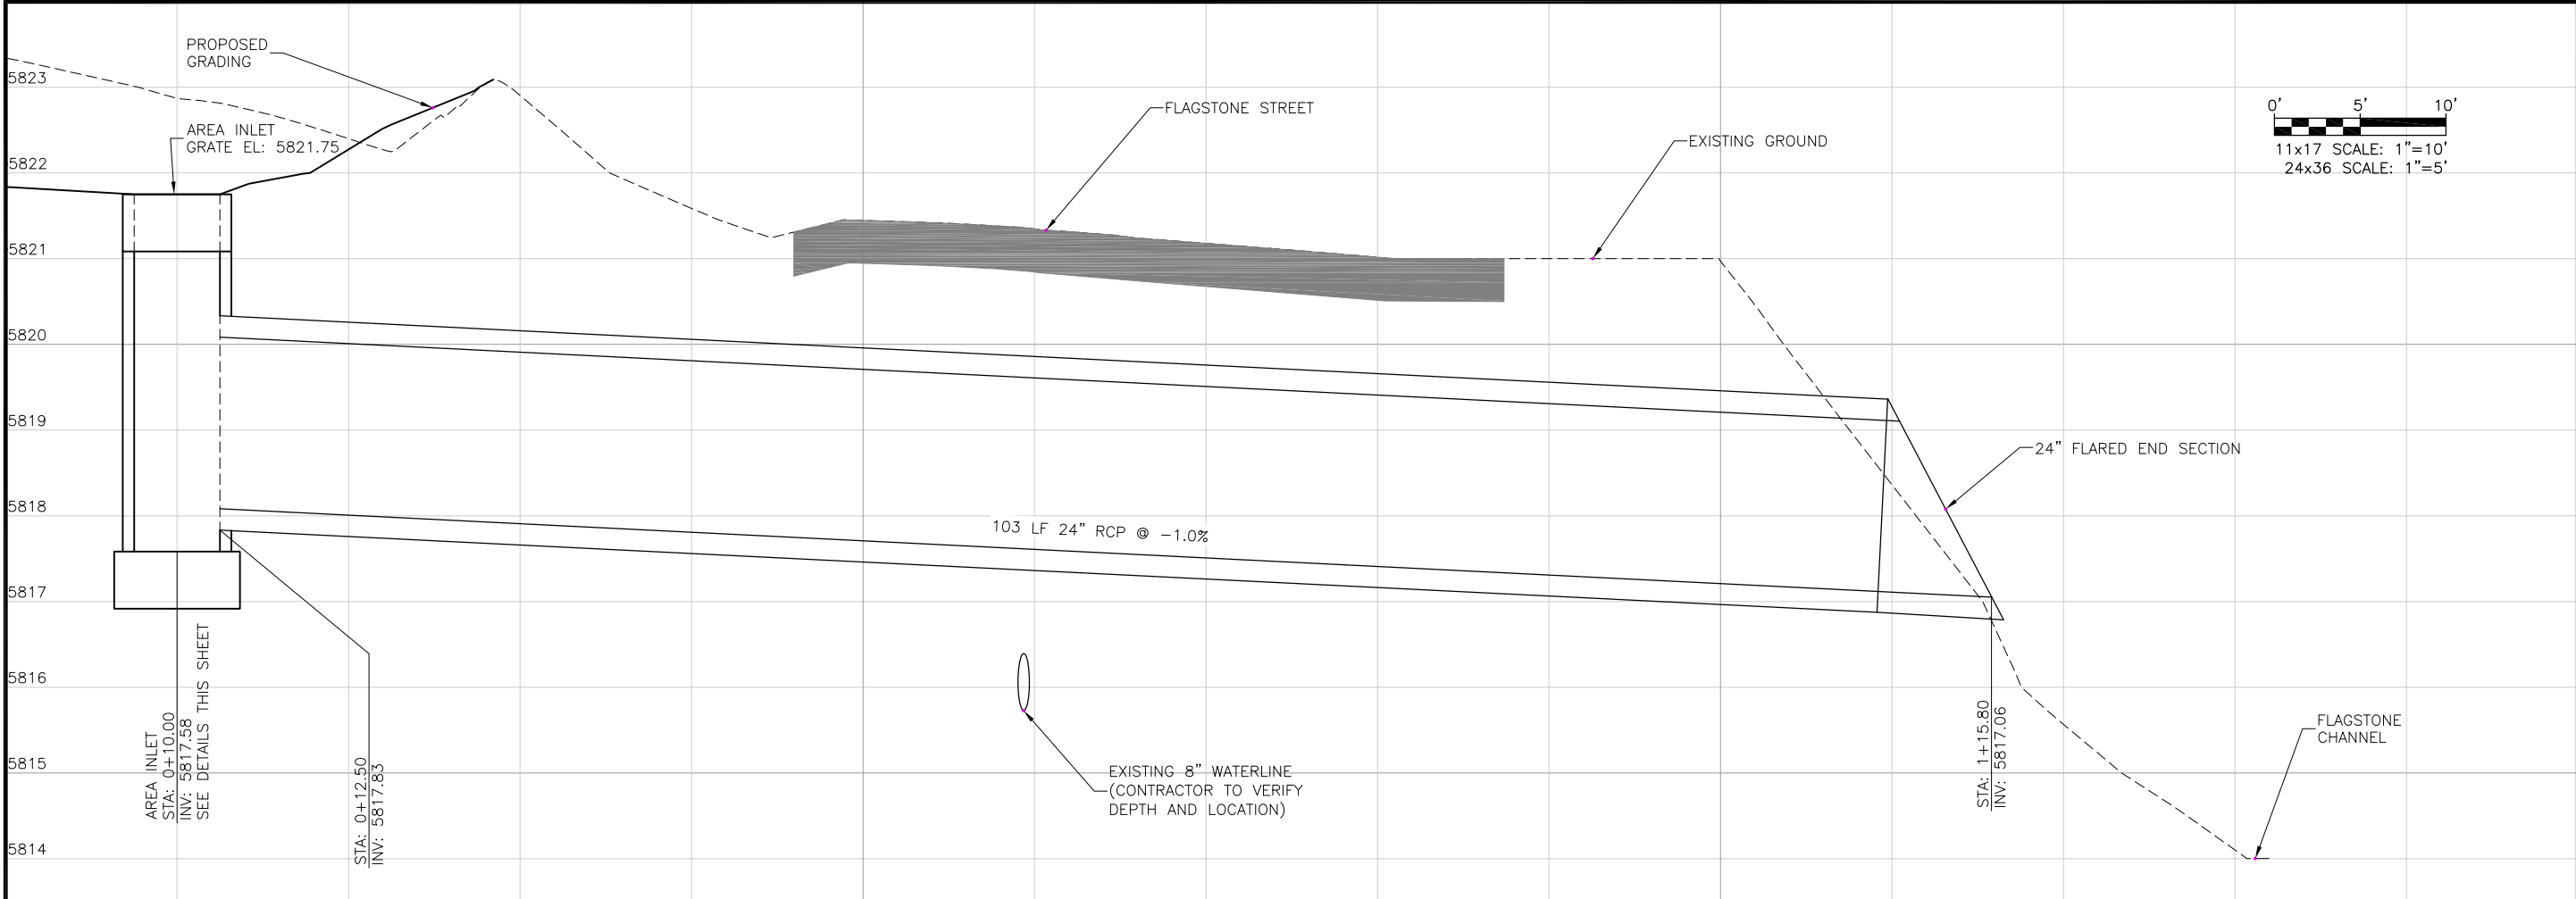 PROPOSED
GRADING
5823
AREA INLET
GRATE EL: 5821.75
FLAGSTONE STREET
EXISTING GROUND
0' 5' 10'
11x17 SCALE: 1"=10'
24x36 SCALE: 1"=5'
5822
5821
5820
5819
24" FLARED END SECTION
5818
103 LF 24" RCP @ -1.0%
5817
5816
5815
5814
AREA INLET
STA: 0+10.00
INV: 5817.58
SEE DETAILS THIS SHEET
STA: 0+12.50
INV: 5817.83
EXISTING 8" WATERLINE
(CONTRACTOR TO VERIFY
DEPTH AND LOCATION)
STA: 1+15.80
INV: 5817.06
FLAGSTONE
CHANNEL